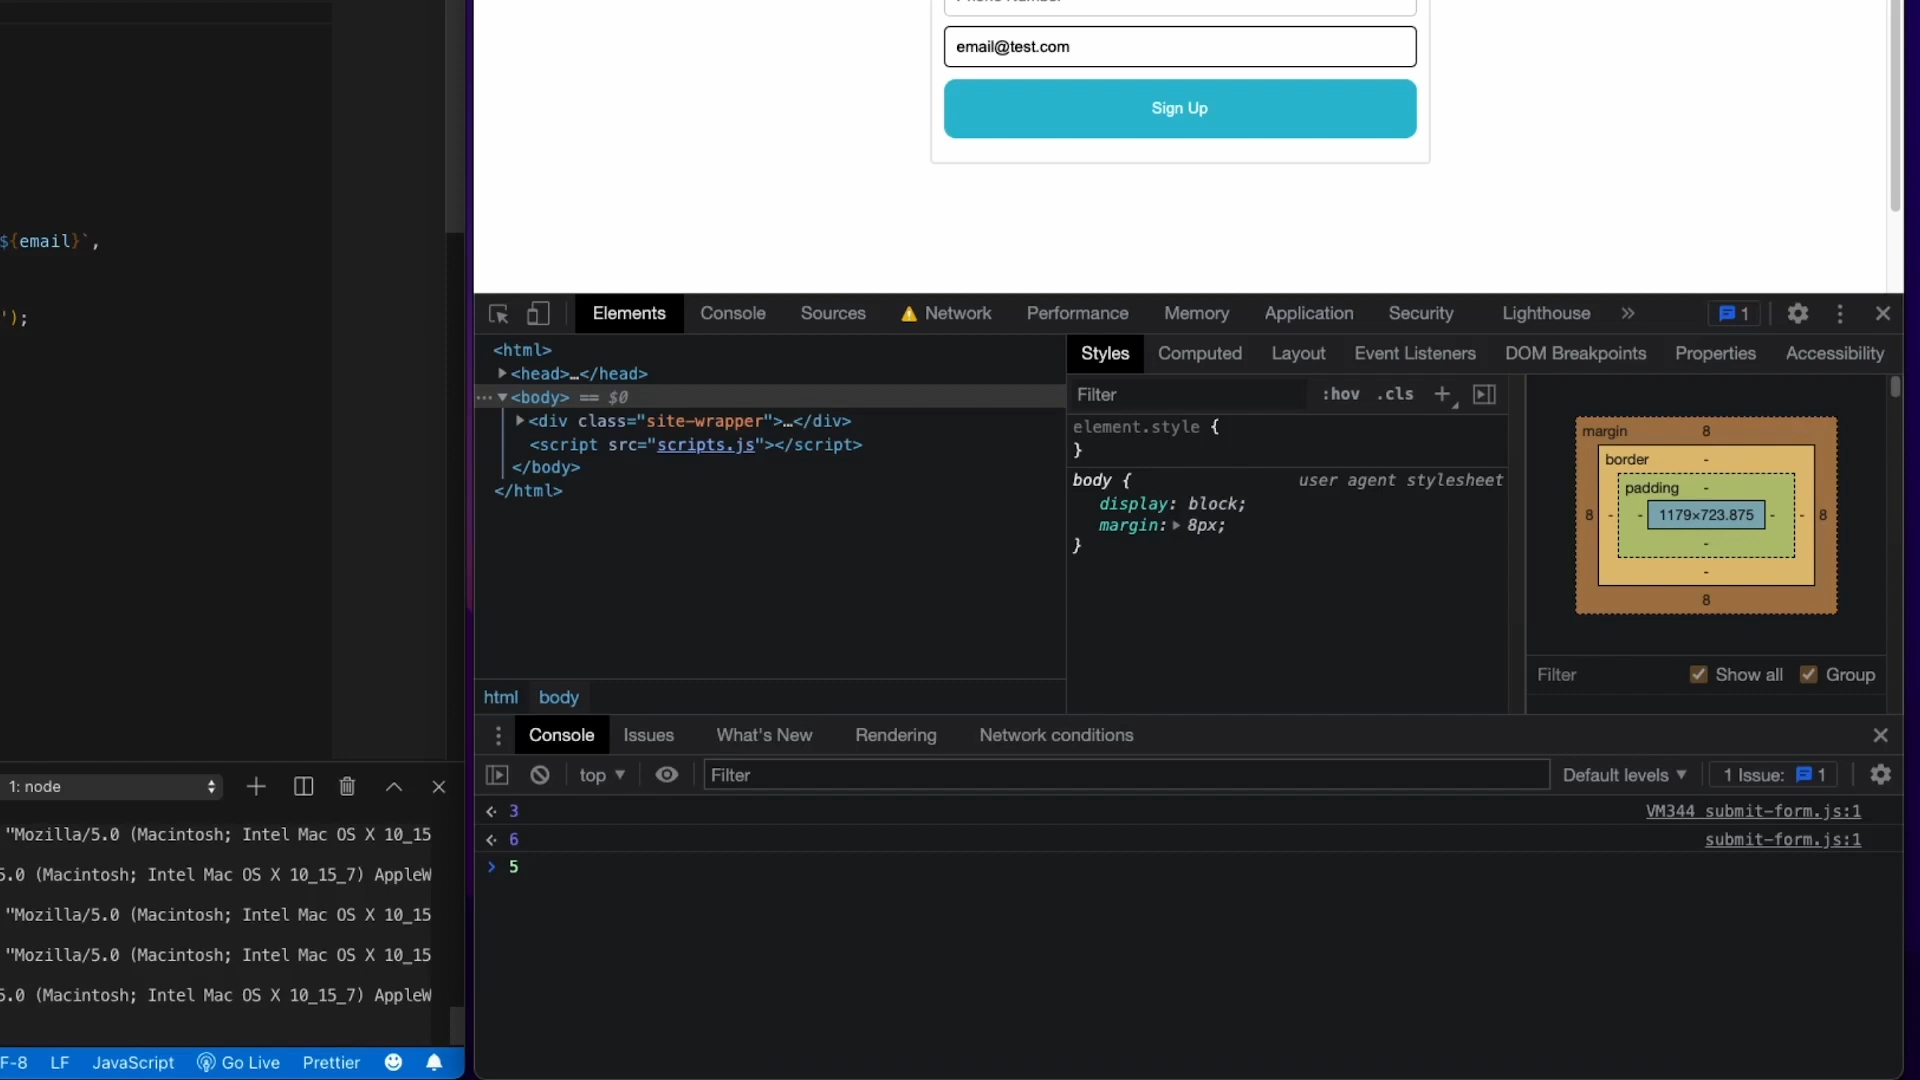 ${email}`,
');
1: node
"Mozilla/5.0 (Macintosh; Intel Mac OS X 10_15
5.0 (Macintosh; Intel Mac OS X 10_15_7) AppleW
"Mozilla/5.0 (Macintosh; Intel Mac OS X 10_15
"Mozilla/5.0 (Macintosh; Intel Mac OS X 10_15
5.0 (Macintosh; Intel Mac OS X 10_15_7) AppleW
F-8 LF JavaScript Go Live Prettier
email@test.com
Sign Up
Elements Console Sources Network Performance Memory Application Security Lighthouse » 1
<html>
<head>…</head>
<body> == $0
<div class="site-wrapper">…</div>
<script src="scripts.js"></script>
</body>
</html>
html body
Styles Computed Layout Event Listeners DOM Breakpoints Properties Accessibility
Filter :hov .cls +
element.style {
}
body { user agent stylesheet
display: block;
margin: 8px;
}
margin 8
border -
padding -
8 - - 1179×723.875 - - 8
-
-
8
Filter Show all Group
Console Issues What's New Rendering Network conditions
top Filter Default levels 1 Issue: 1
3 VM344 submit-form.js:1
6 submit-form.js:1
> 5